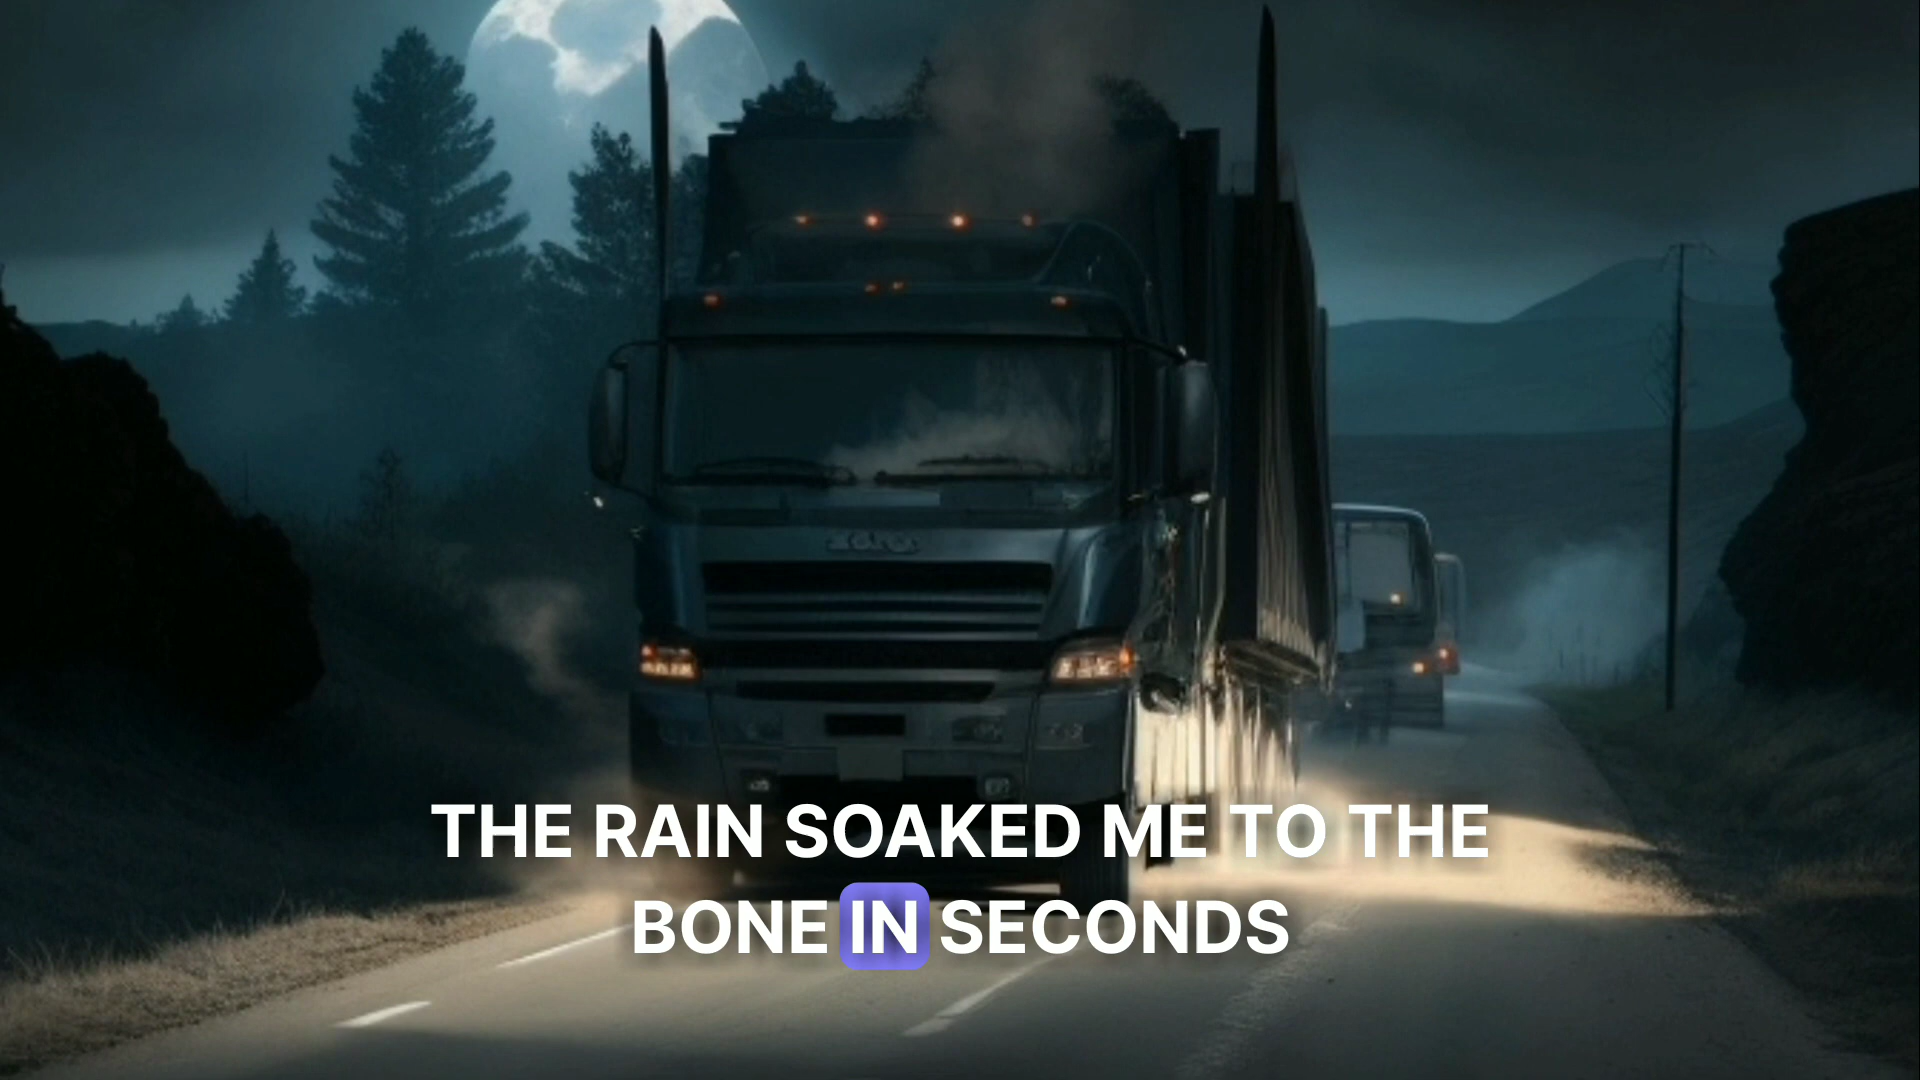 THE RAIN SOAKED ME TO THE
BONE IN SECONDS